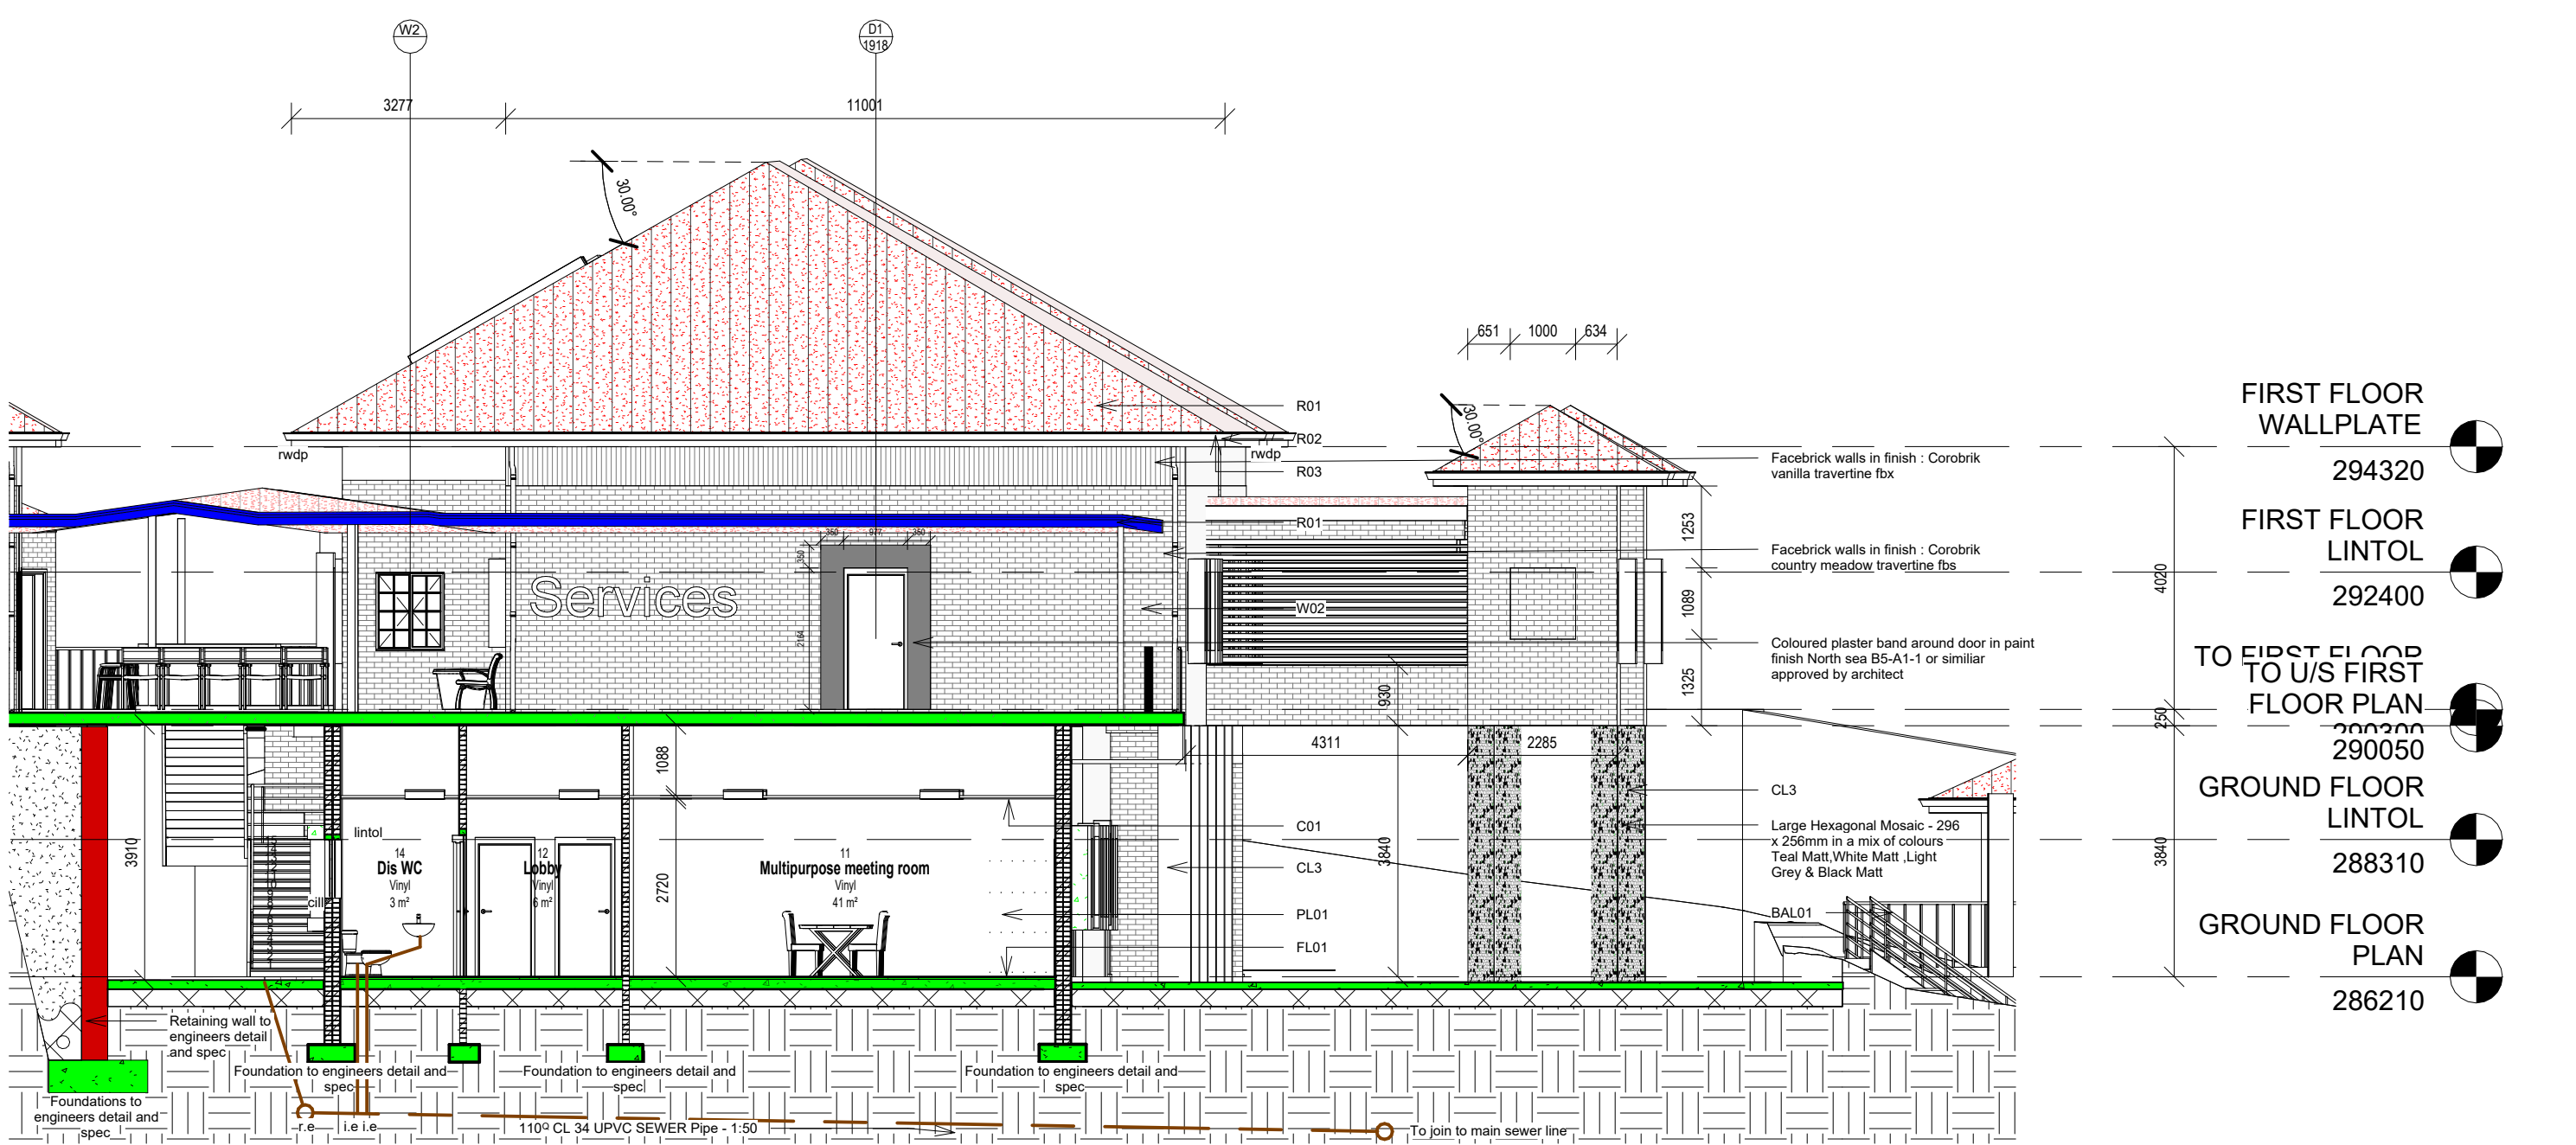 W2
D1
1918
3277
11001
30.00°
651
1000
634
30.00°
R01
R02
rwdp
rwdp
R03
Facebrick walls in finish : Corobrik
vanilla travertine fbx
FIRST FLOOR
WALLPLATE
294320
R01
350
977
350
350
2164
Services
Facebrick walls in finish : Corobrik
country meadow travertine fbs
W02
1253
1089
1325
4020
FIRST FLOOR
LINTOL
292400
Coloured plaster band around door in paint
finish North sea B5-A1-1 or similiar
approved by architect
930
TO FIRST FLOOR
TO U/S FIRST
FLOOR PLAN
290300
290050
250
4311
2285
1088
3910
2720
3840
3840
CL3
GROUND FLOOR
LINTOL
288310
lintol
C01
Large Hexagonal Mosaic - 296
x 256mm in a mix of colours
Teal Matt,White Matt ,Light
Grey & Black Matt
14
Dis WC
Vinyl
3 m²
12
Lobby
Vinyl
6 m²
11
Multipurpose meeting room
Vinyl
41 m²
cill
CL3
PL01
BAL01
FL01
GROUND FLOOR
PLAN
286210
Retaining wall to
engineers detail
and spec
Foundation to engineers detail and
spec
Foundation to engineers detail and
spec
Foundation to engineers detail and
spec
Foundations to
engineers detail and
spec
r.e
i.e i.e
110º CL 34 UPVC SEWER Pipe - 1:50
To join to main sewer line